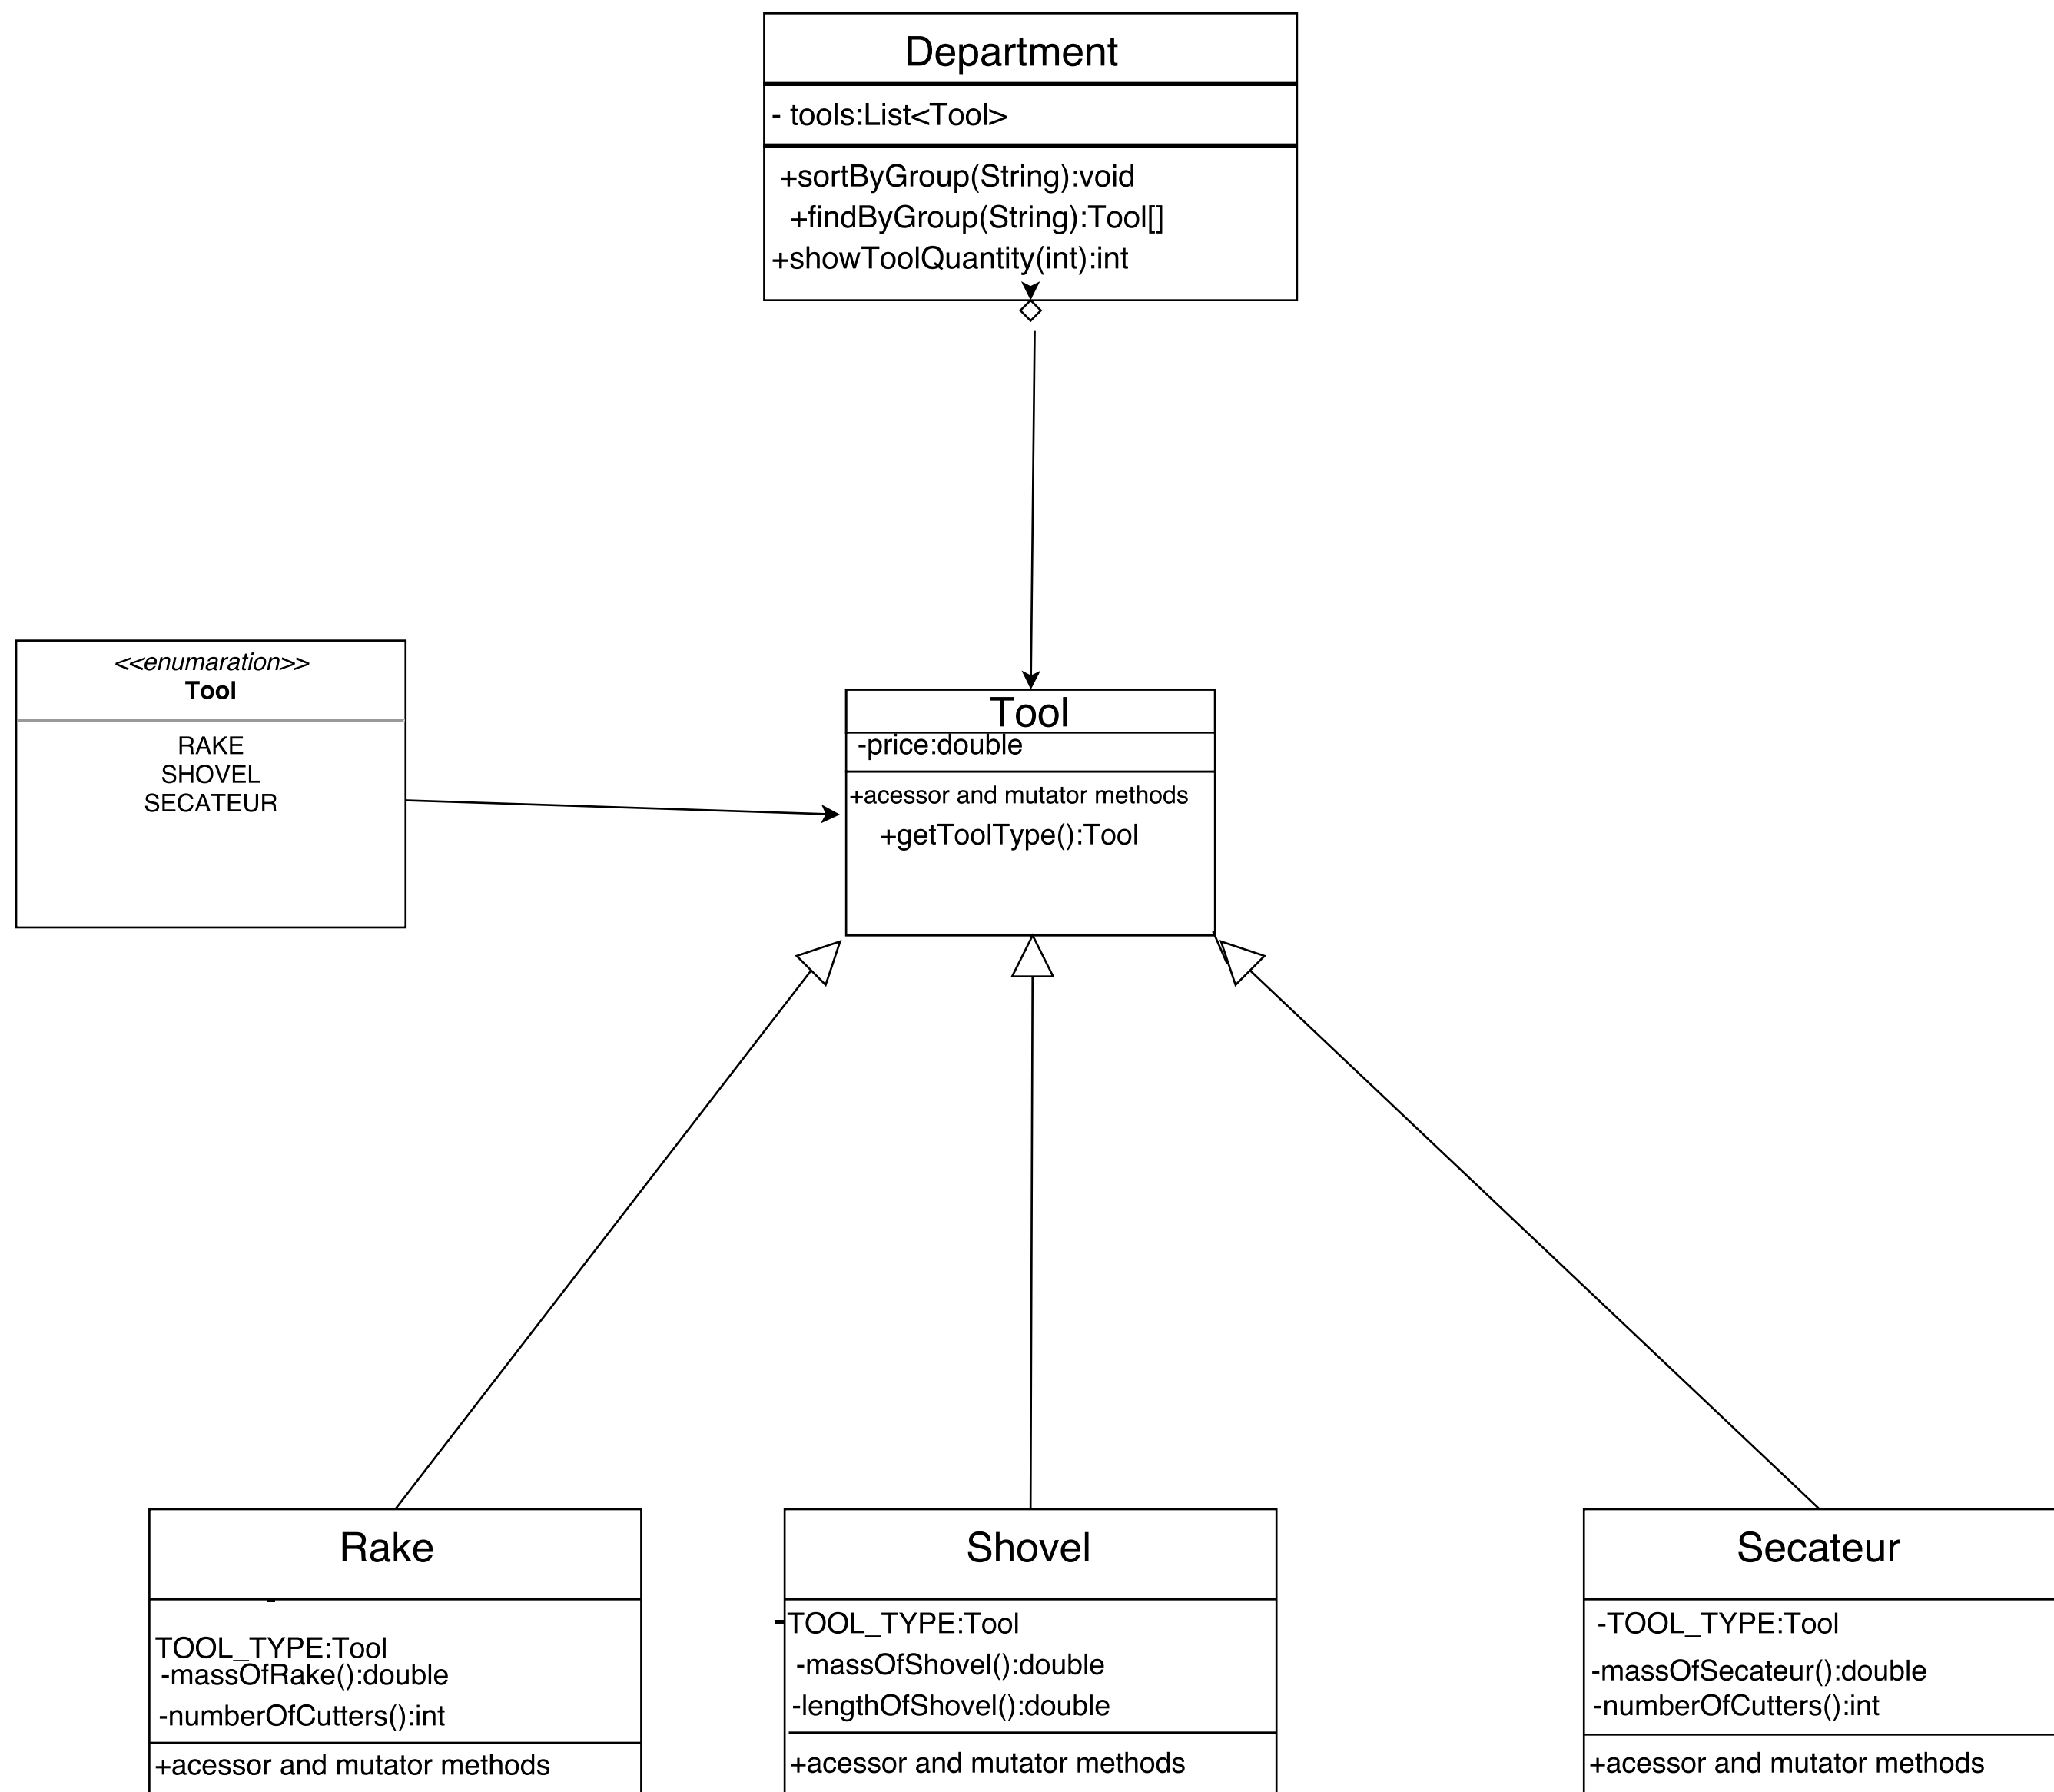 Department
- tools:List<Tool>
+sortByGroup(String):void
+findByGroup(String):Tool[]
+showToolQuantity(int):int
<<enumaration>>
Tool
RAKE
SHOVEL
SECATEUR
Tool
-price:double
+acessor and mutator methods
+getToolType():Tool
Rake
-
TOOL_TYPE:Tool
-massOfRake():double
-numberOfCutters():int
+acessor and mutator methods
Shovel
-TOOL_TYPE:Tool
-massOfShovel():double
-lengthOfShovel():double
+acessor and mutator methods
Secateur
-TOOL_TYPE:Tool
-massOfSecateur():double
-numberOfCutters():int
+acessor and mutator methods